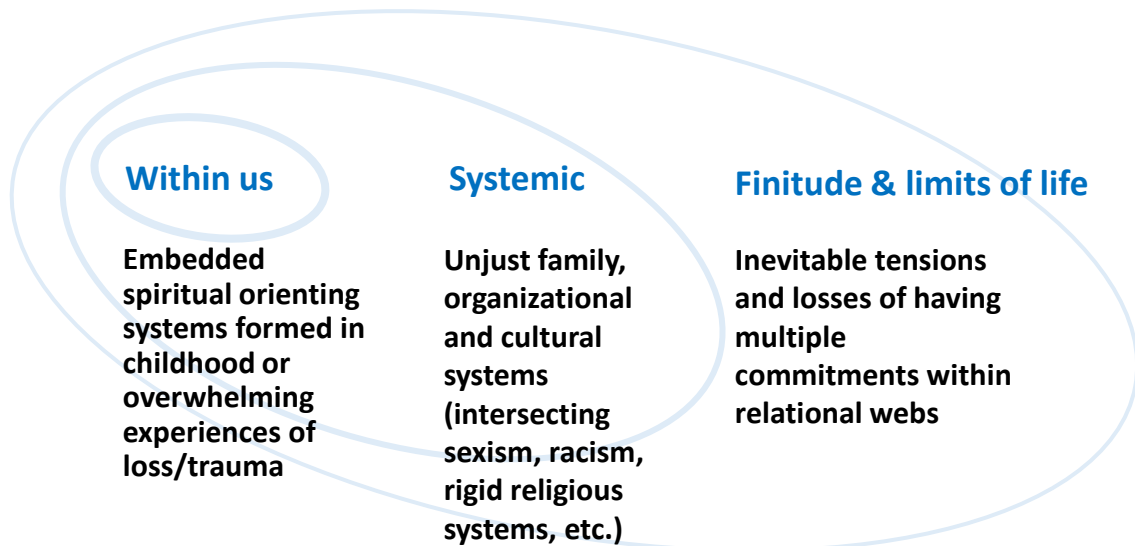 Within us
Embedded
spiritual orienting
systems formed in
childhood or
overwhelming
experiences of
loss/trauma
Systemic
Unjust family,
organizational
and cultural
systems
(intersecting
sexism, racism,
rigid religious
systems, etc.)
Finitude & limits of life
Inevitable tensions
and losses of having
multiple
commitments within
relational webs